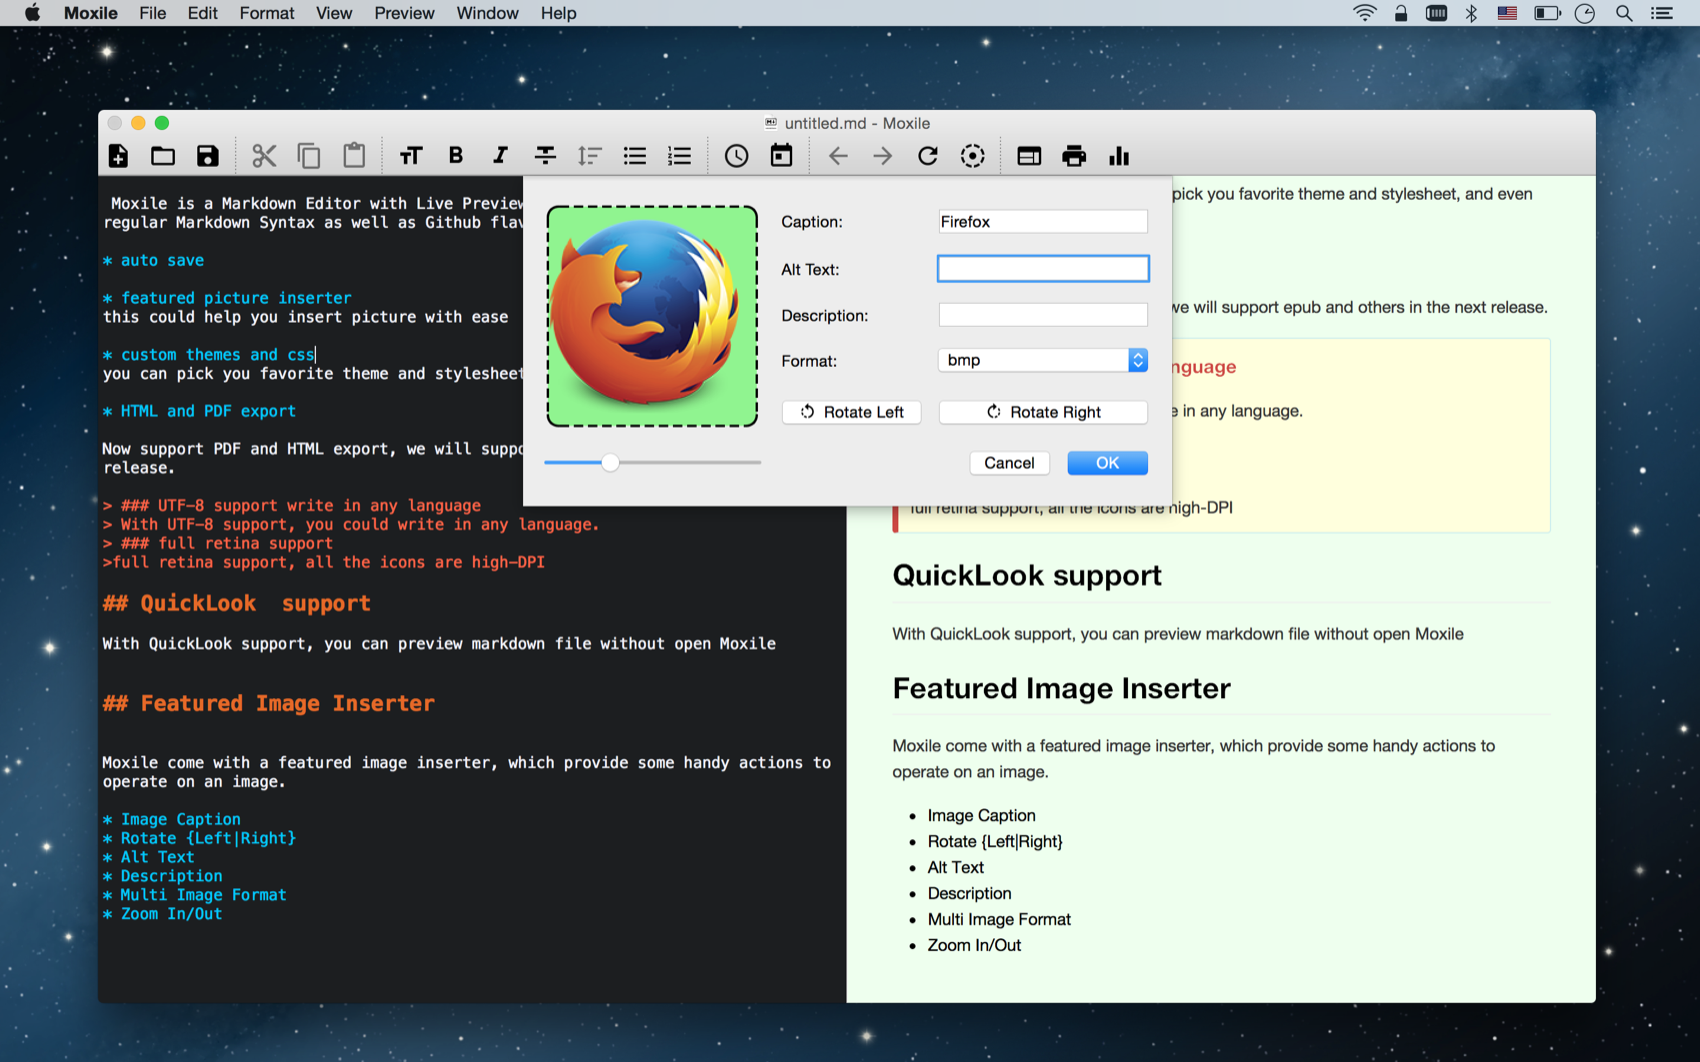 Moxile File Edit Format View Preview Window Help
untitled.md - Moxile
Moxile is a Markdown Editor with Live Preview
regular Markdown Syntax as well as Github
* auto save
* featured picture inserter
this could help you insert picture with ease
* custom themes and css
you can pick you favorite theme and stylesheet
* HTML and PDF export
Now support PDF and HTML export, we will
release.
> ### UTF-8 support write in any language
> With UTF-8 support, you could write in any language.
> ### full retina support
>full retina support, all the icons are high-DPI
## QuickLook  support
With QuickLook support, you can preview markdown file without open Moxile
## Featured Image Inserter
Moxile come with a featured image inserter, which provide some handy actions to
operate on an image.
* Image Caption
* Rotate {Left|Right}
* Alt Text
* Description
* Multi Image Format
* Zoom In/Out
Caption: Firefox
Alt Text:
Description:
Format: bmp
Rotate Left Rotate Right
Cancel OK
pick you favorite theme and stylesheet, and even
we will support epub and others in the next release.
nguage
e in any language.
full retina support, all the icons are high-DPI
QuickLook support
With QuickLook support, you can preview markdown file without open Moxile
Featured Image Inserter
Moxile come with a featured image inserter, which provide some handy actions to
operate on an image.
• Image Caption
• Rotate {Left|Right}
• Alt Text
• Description
• Multi Image Format
• Zoom In/Out